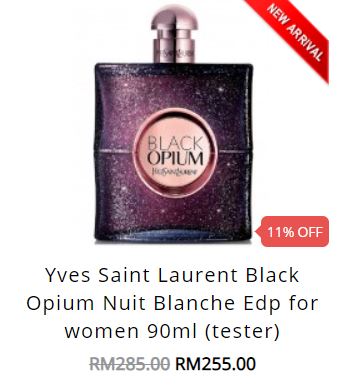 NEW ARRIVAL
BLACK
OPIUM
YVESSAINTLAURENT
11% OFF
Yves Saint Laurent Black
Opium Nuit Blanche Edp for
women 90ml (tester)
RM285.00 RM255.00